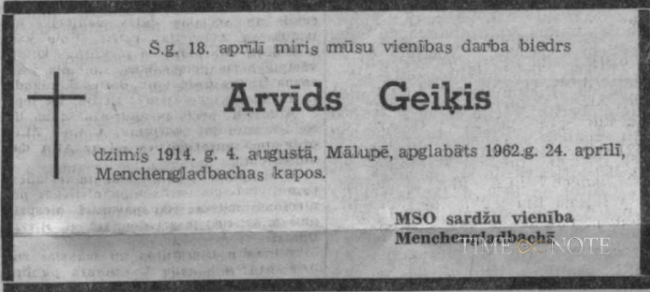 S.g. 18. aprīlī miris mūsu vienības darba biedrs
Arvīds Geiķis
dzimis 1914. g. 4. augustā, Mālupē, apglabāts 1962.g. 24. aprīlī,
Menchengladbachas kapos.
MSO sardžu vienība
Menchengladbachā
TIME NOTE